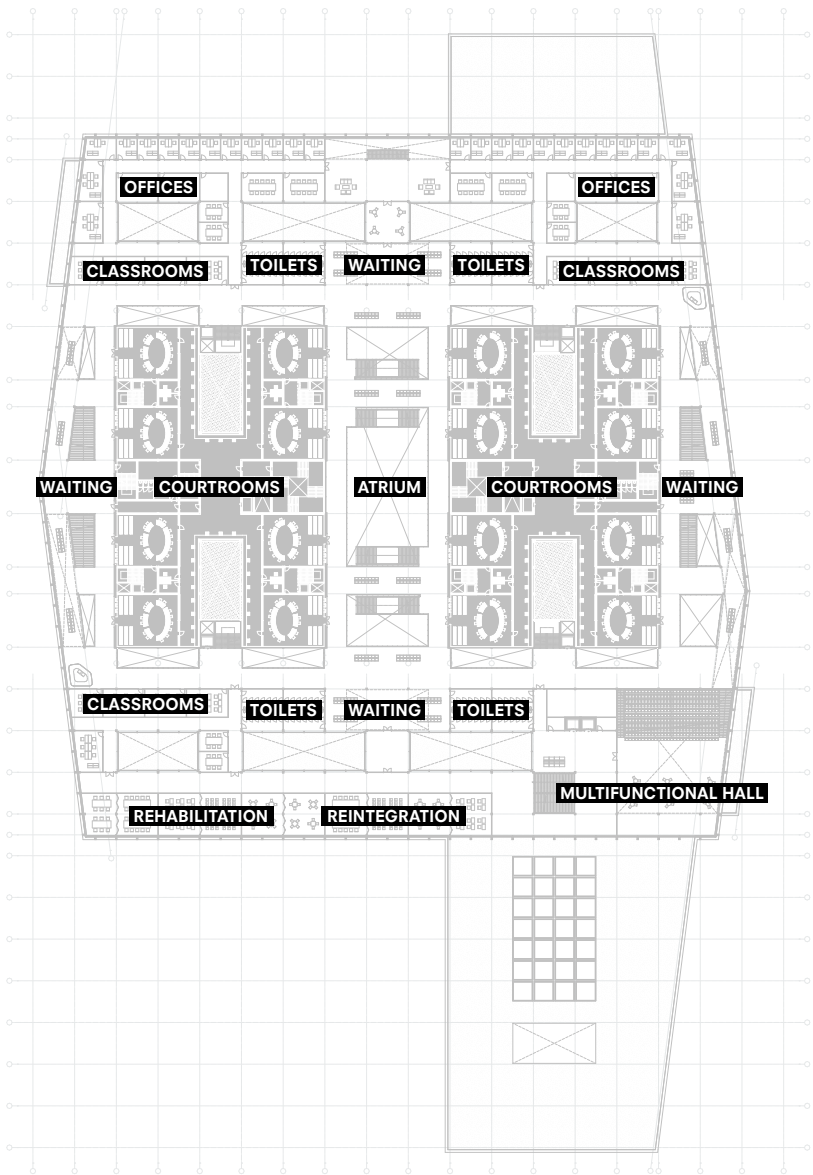 OFFICES
OFFICES
CLASSROOMS
TOILETS
WAITING
TOILETS
CLASSROOMS
WAITING
COURTROOMS
ATRIUM
COURTROOMS
WAITING
CLASSROOMS
TOILETS
WAITING
TOILETS
MULTIFUNCTIONAL HALL
REHABILITATION
REINTEGRATION